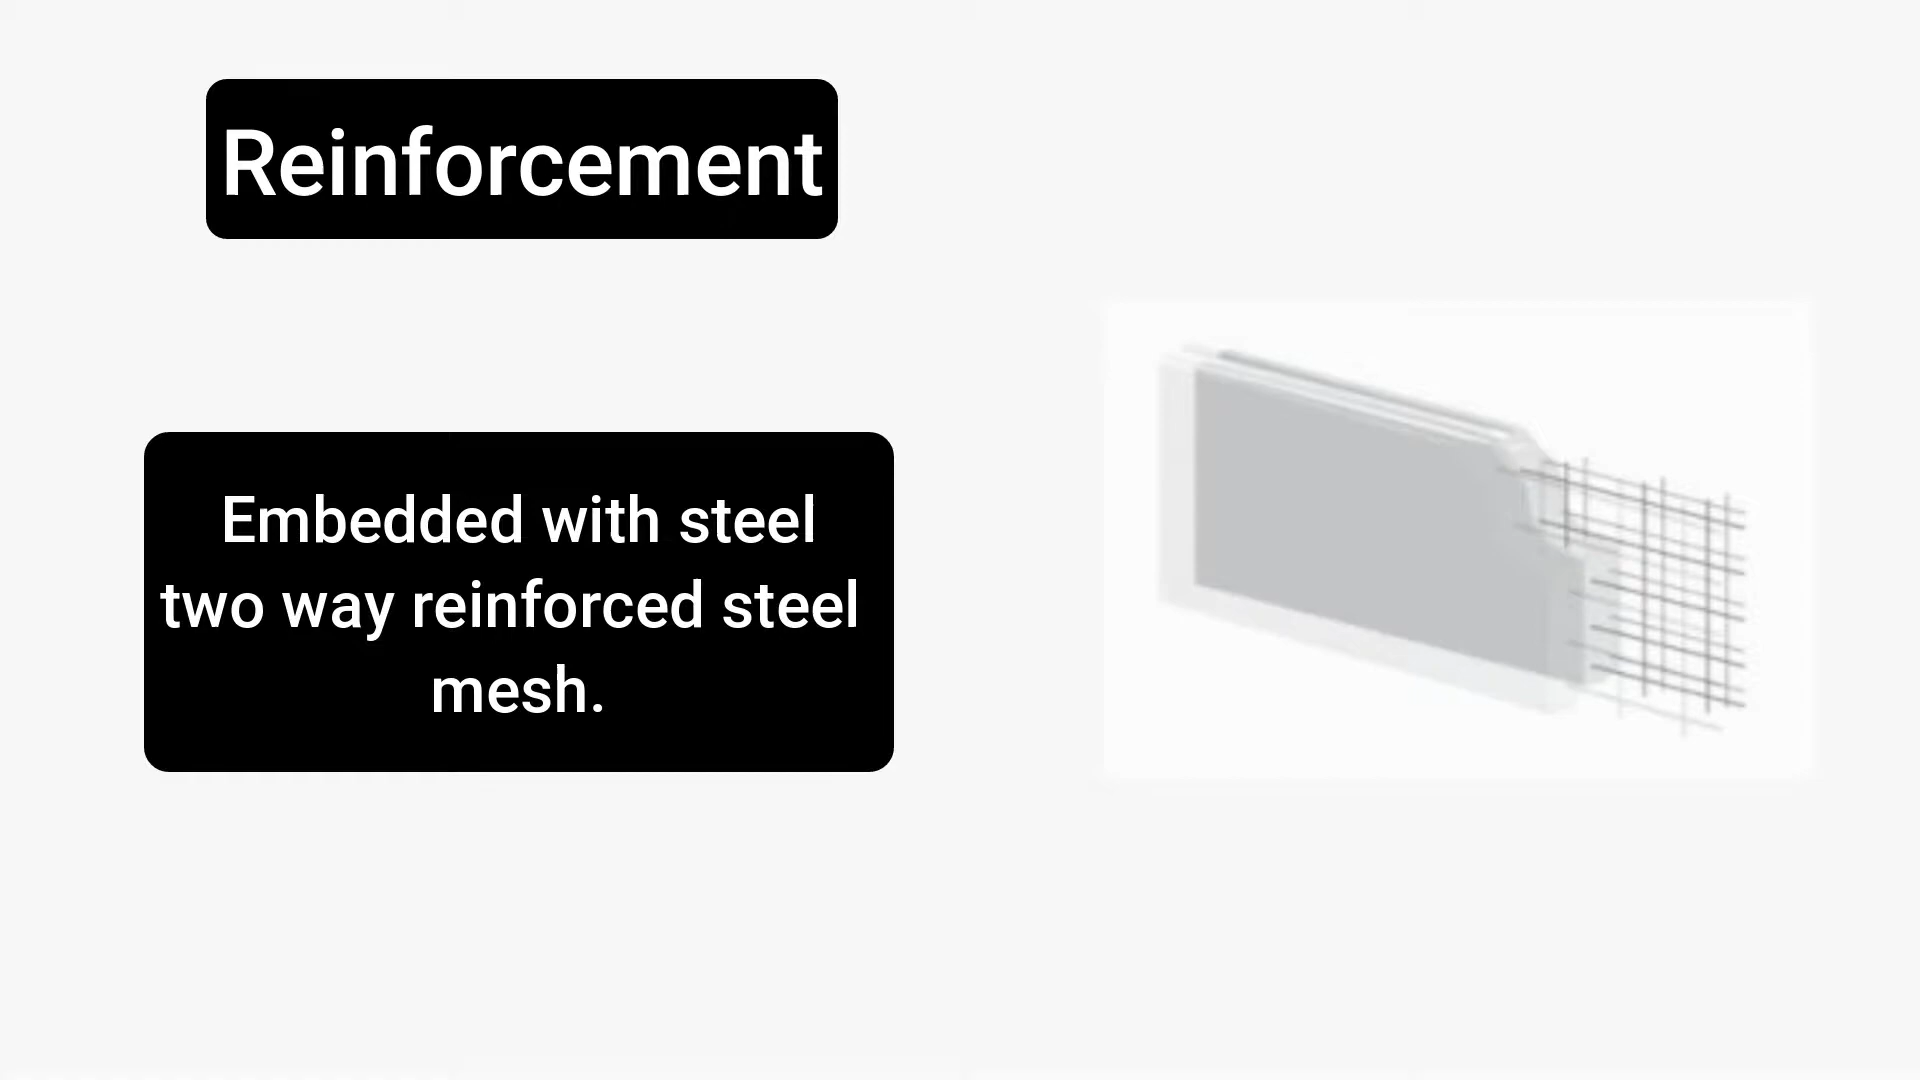 Reinforcement
Embedded with steel
two way reinforced steel
mesh.